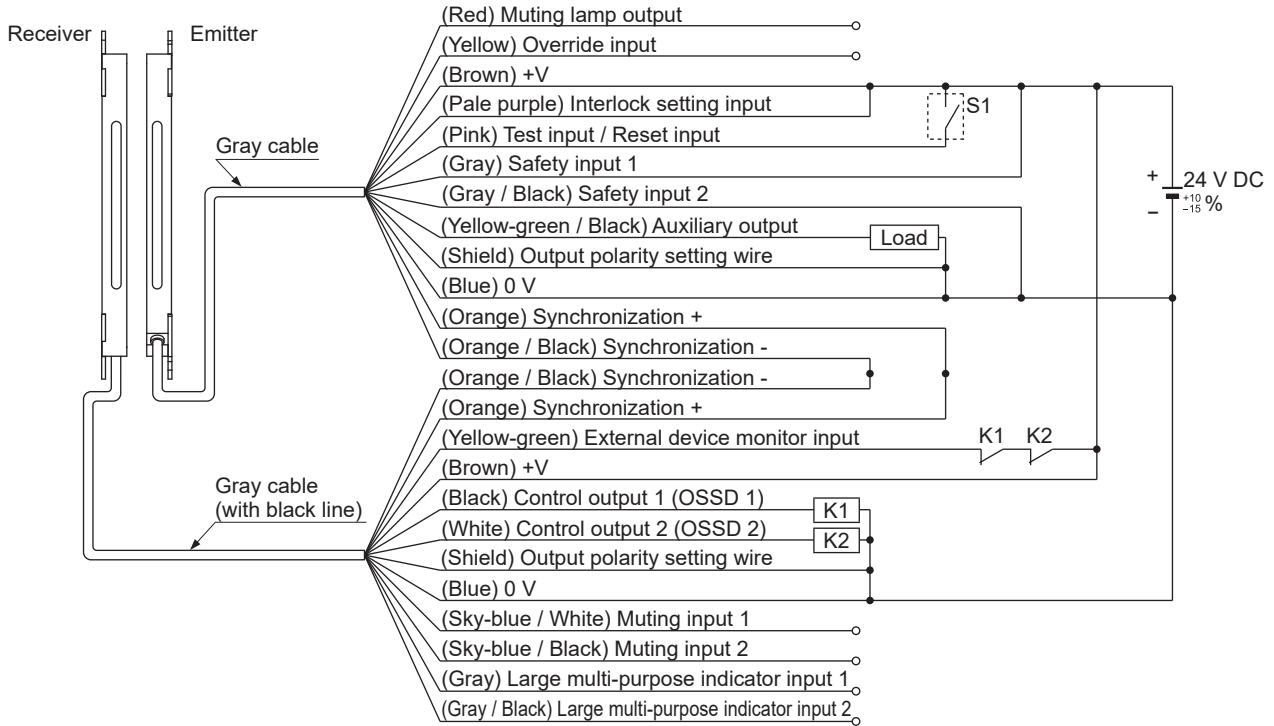 Receiver
Emitter
Gray cable
(Red) Muting lamp output
(Yellow) Override input
(Brown) +V
(Pale purple) Interlock setting input
S1
(Pink) Test input / Reset input
(Gray) Safety input 1
(Gray / Black) Safety input 2
+
24 V DC
+10
-15 %
−
(Yellow-green / Black) Auxiliary output
Load
(Shield) Output polarity setting wire
(Blue) 0 V
(Orange) Synchronization +
(Orange / Black) Synchronization -
(Orange / Black) Synchronization -
(Orange) Synchronization +
(Yellow-green) External device monitor input
K1
K2
(Brown) +V
Gray cable
(with black line)
(Black) Control output 1 (OSSD 1)
K1
(White) Control output 2 (OSSD 2)
K2
(Shield) Output polarity setting wire
(Blue) 0 V
(Sky-blue / White) Muting input 1
(Sky-blue / Black) Muting input 2
(Gray) Large multi-purpose indicator input 1
(Gray / Black) Large multi-purpose indicator input 2